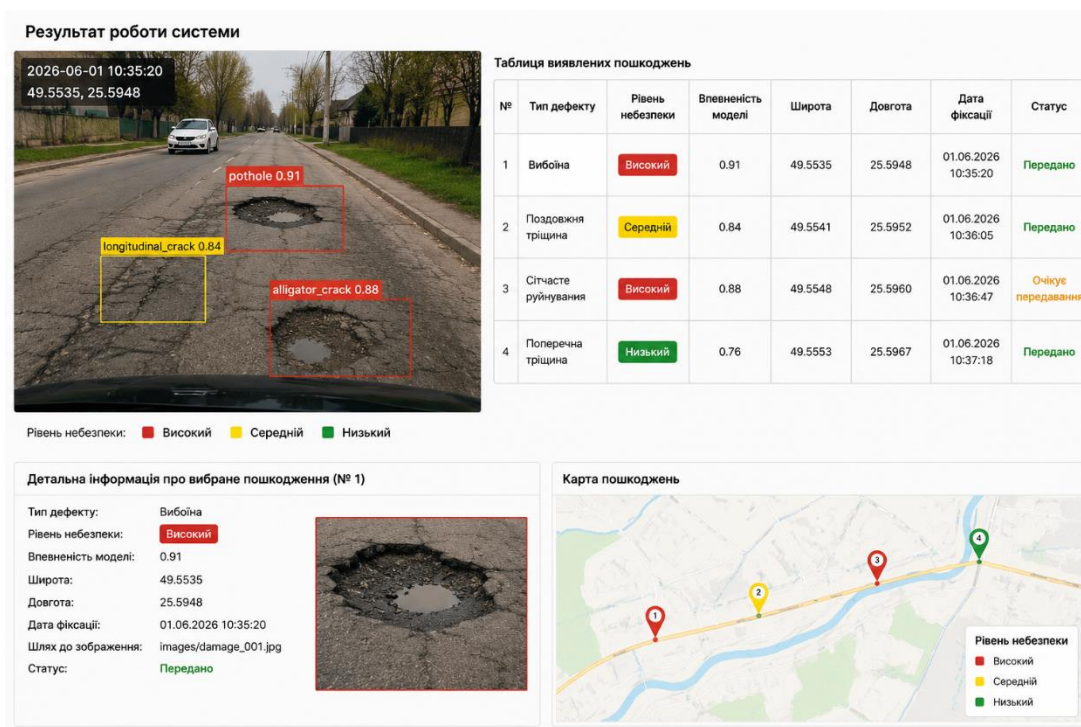 Результат роботи системи
2026-06-01 10:35:20
49.5535, 25.5948
pothole 0.91
longitudinal_crack 0.84
alligator_crack 0.88
Рівень небезпеки: Високий Середній Низький
Таблиця виявлених пошкоджень
№ Тип дефекту Рівень небезпеки Впевненість моделі Широта Довгота Дата фіксації Статус
1 Вибоїна Високий 0.91 49.5535 25.5948 01.06.2026 10:35:20 Передано
2 Поздовжня тріщина Середній 0.84 49.5541 25.5952 01.06.2026 10:36:05 Передано
3 Сітчасте руйнування Високий 0.88 49.5548 25.5960 01.06.2026 10:36:47 Очікує передавання
4 Поперечна тріщина Низький 0.76 49.5553 25.5967 01.06.2026 10:37:18 Передано
Детальна інформація про вибране пошкодження (№ 1)
Тип дефекту: Вибоїна
Рівень небезпеки: Високий
Впевненість моделі: 0.91
Широта: 49.5535
Довгота: 25.5948
Дата фіксації: 01.06.2026 10:35:20
Шлях до зображення: images/damage_001.jpg
Статус: Передано
Карта пошкоджень
1
2
3
4
Рівень небезпеки
Високий
Середній
Низький